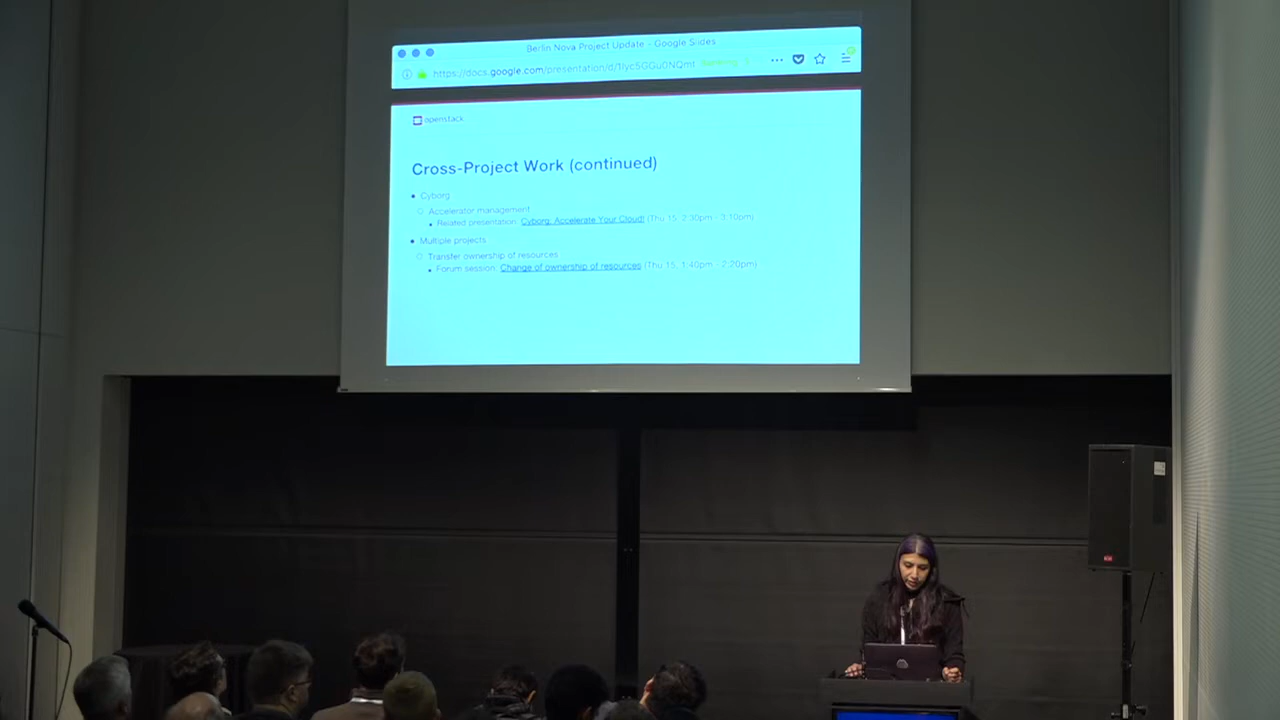 Berlin Nova Project Update - Google Slides
https://docs.google.com/presentation/d/1lyc5GGu0NQmt
openstack
Cross-Project Work (continued)
Cyborg
Accelerator management
Related presentation: Cyborg: Accelerate Your Cloud! (Thu 15, 2:30pm - 3:10pm)
Multiple projects
Transfer ownership of resources
Forum session: Change of ownership of resources (Thu 15, 1:40pm - 2:20pm)